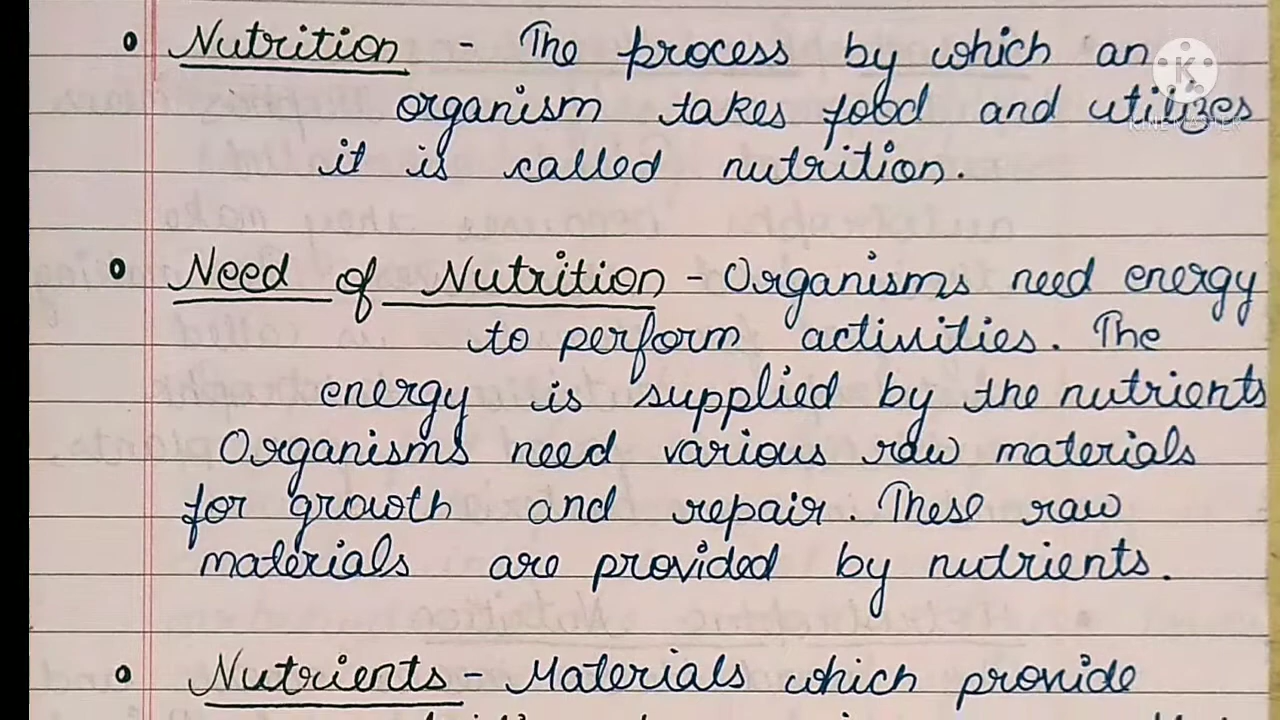 • Nutrition - The process by which an
organism takes food and utilizes
it is called nutrition.
• Need of Nutrition - Organisms need energy
to perform activities. The
energy is supplied by the nutrients
Organisms need various raw materials
for growth and repair. These raw
materials are provided by nutrients.
• Nutrients - Materials which provide
K
KINEMASTER